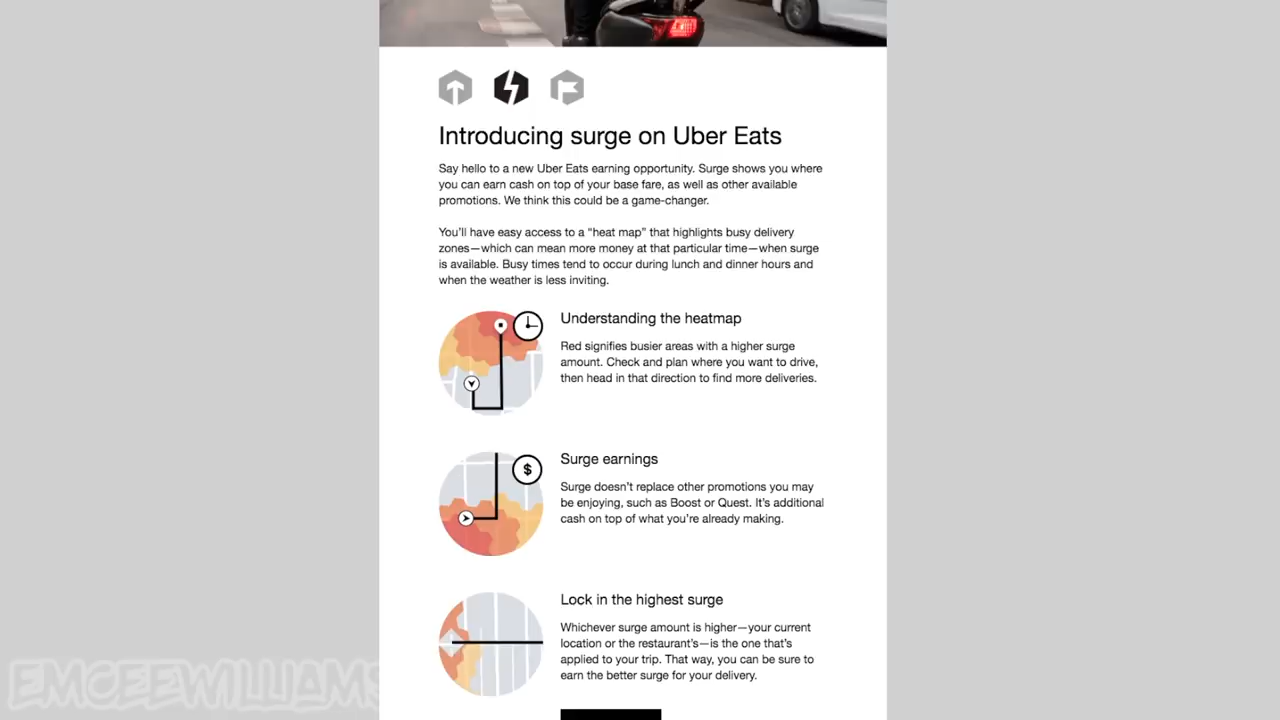 Introducing surge on Uber Eats
Say hello to a new Uber Eats earning opportunity. Surge shows you where
you can earn cash on top of your base fare, as well as other available
promotions. We think this could be a game-changer.
You’ll have easy access to a “heat map” that highlights busy delivery
zones—which can mean more money at that particular time—when surge
is available. Busy times tend to occur during lunch and dinner hours and
when the weather is less inviting.
Understanding the heatmap
Red signifies busier areas with a higher surge
amount. Check and plan where you want to drive,
then head in that direction to find more deliveries.
$
Surge earnings
Surge doesn’t replace other promotions you may
be enjoying, such as Boost or Quest. It’s additional
cash on top of what you’re already making.
Lock in the highest surge
Whichever surge amount is higher—your current
location or the restaurant’s—is the one that’s
applied to your trip. That way, you can be sure to
earn the better surge for your delivery.
EMCEEWILLIAMS